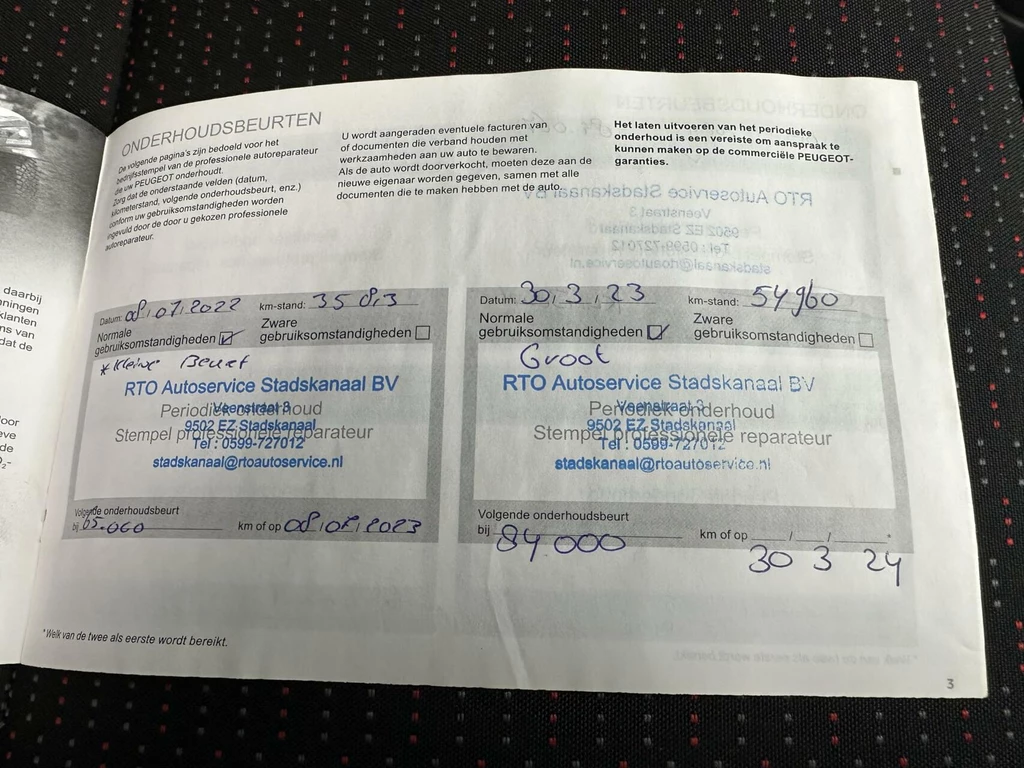 ONDERHOUDSBEURTEN
De volgende pagina's zijn bedoeld voor het
bedrijfsstempel van de professionele autoreparateur
die uw PEUGEOT onderhoudt.
Zorg dat de onderstaande velden (datum,
kilometerstand, volgende onderhoudsbeurt, enz.)
conform uw gebruiksomstandigheden worden
ingevuld door de door u gekozen professionele
autoreparateur.
U wordt aangeraden eventuele facturen van
of documenten die verband houden met
werkzaamheden aan uw auto te bewaren.
Als de auto wordt doorverkocht, moeten deze aan de
nieuwe eigenaar worden gegeven, samen met alle
documenten die te maken hebben met de auto.
Het laten uitvoeren van het periodieke
onderhoud is een vereiste om aanspraak te
kunnen maken op de commerciële PEUGEOT-
garanties.
daarbij
klanten
ns van
dat de
Datum: 08,07,2022 km-stand: 35 813
Normale
gebruiksomstandigheden
Zware
gebruiksomstandigheden
* Kleine Beurt
RTO Autoservice Stadskanaal BV
Periodiek onderhoud
Veenstraat 3
9502 EZ Stadskanaal
Stempel professionele reparateur
Tel : 0599-727012
stadskanaal@rtoautoservice.nl
Volgende onderhoudsbeurt
bij 65.060 km of op 08,07,2023
Datum: 30,3,23 km-stand: 54960
Normale
gebruiksomstandigheden
Zware
gebruiksomstandigheden
Groot
RTO Autoservice Stadskanaal BV
Periodiek onderhoud
Veenstraat 3
9502 EZ Stadskanaal
Stempel professionele reparateur
Tel : 0599-727012
stadskanaal@rtoautoservice.nl
Volgende onderhoudsbeurt
bij 84.000 km of op / / *
30 3 24
*Welk van de twee als eerste wordt bereikt.
3